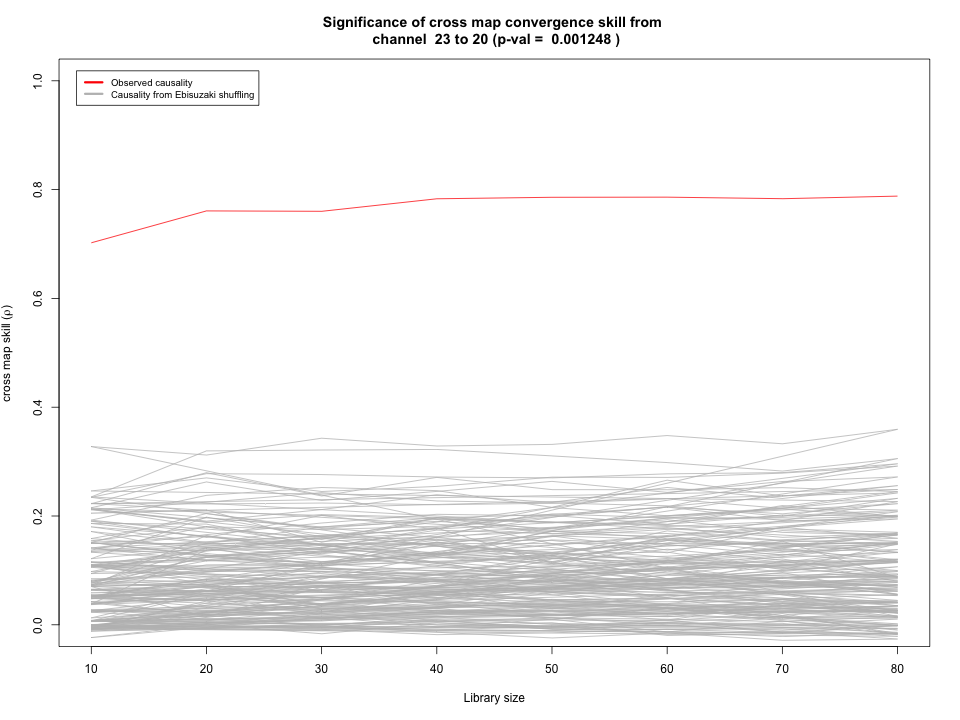 Significance of cross map convergence skill from
channel  23 to 20 (p-val =  0.001248 )
Observed causality
Causality from Ebisuzaki shuffling
cross map skill (ρ)
1.0
0.8
0.6
0.4
0.2
0.0
10 20 30 40 50 60 70 80
Library size